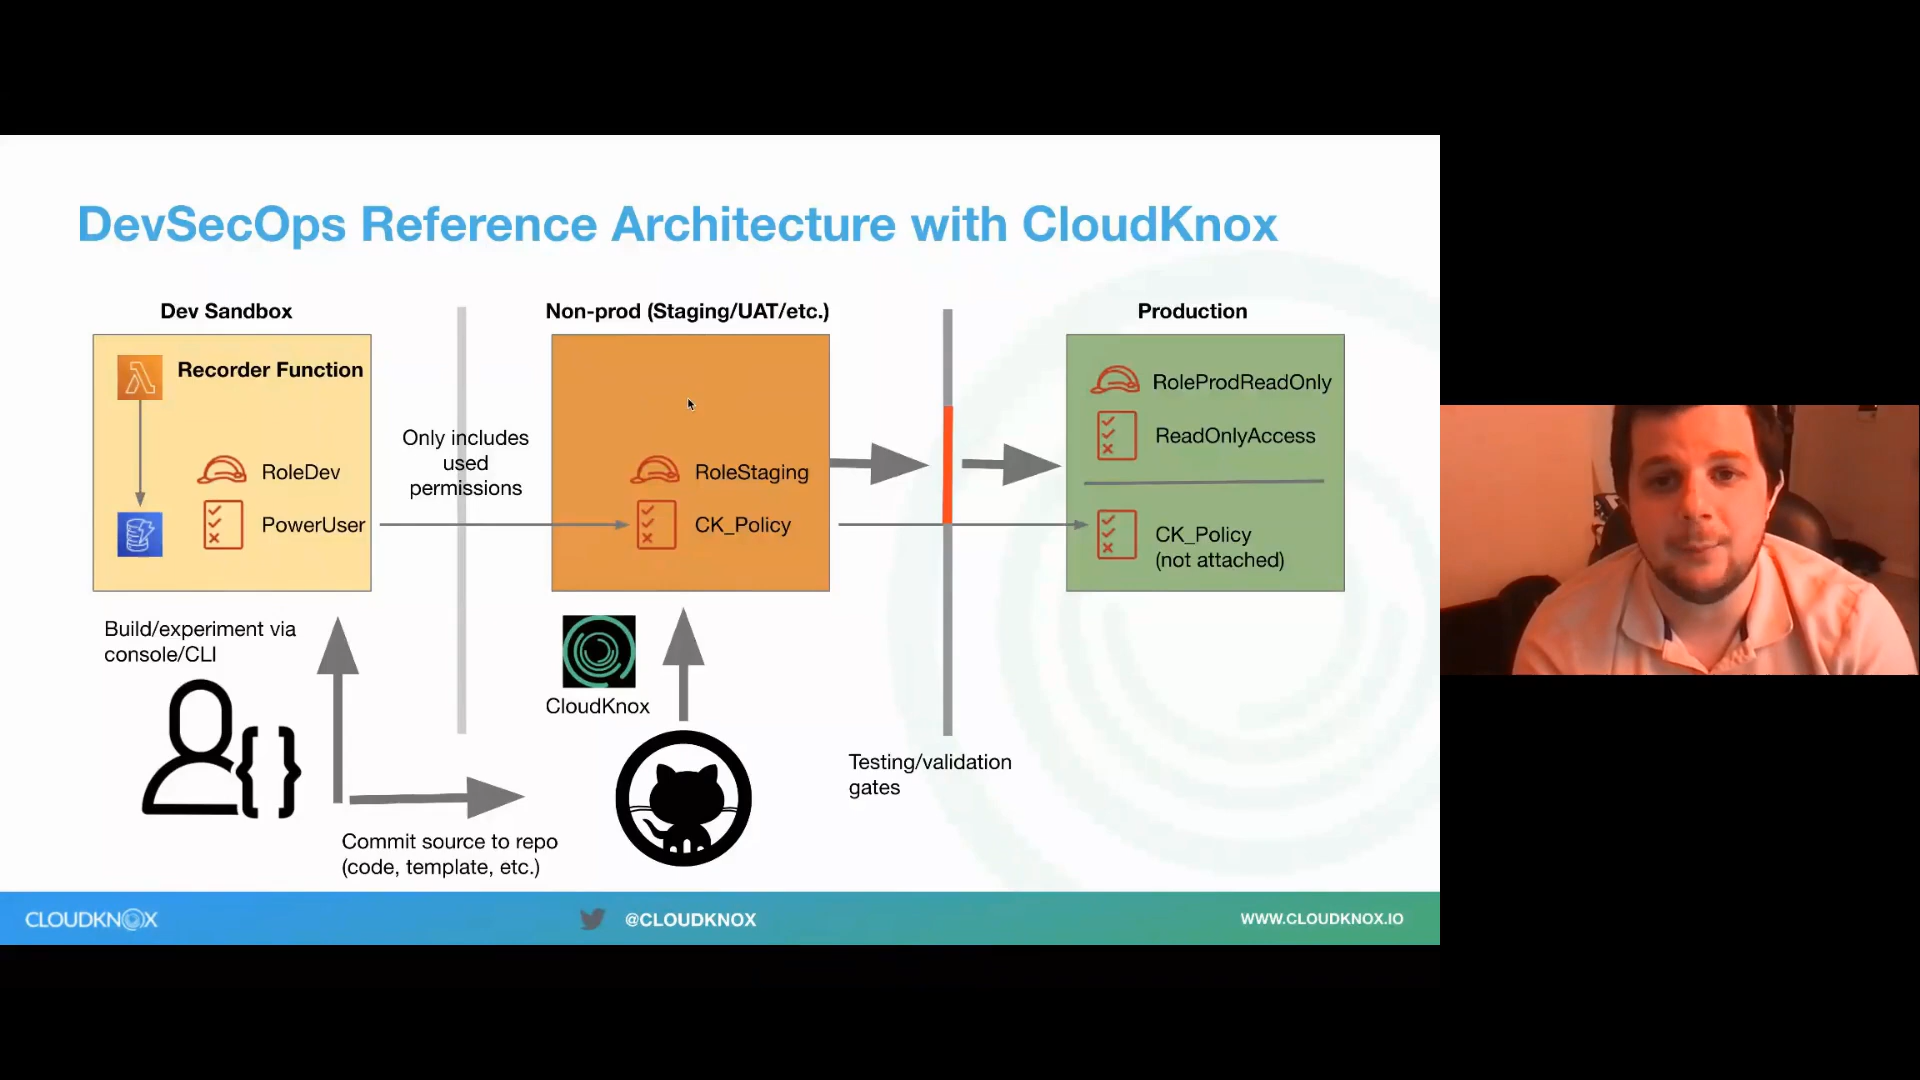 DevSecOps Reference Architecture with CloudKnox
Dev Sandbox
Recorder Function
RoleDev
PowerUser
Only includes
used
permissions
Non-prod (Staging/UAT/etc.)
RoleStaging
CK_Policy
Production
RoleProdReadOnly
ReadOnlyAccess
CK_Policy
(not attached)
Build/experiment via
console/CLI
CloudKnox
Testing/validation
gates
Commit source to repo
(code, template, etc.)
CLOUDKNOX
@CLOUDKNOX
WWW.CLOUDKNOX.IO